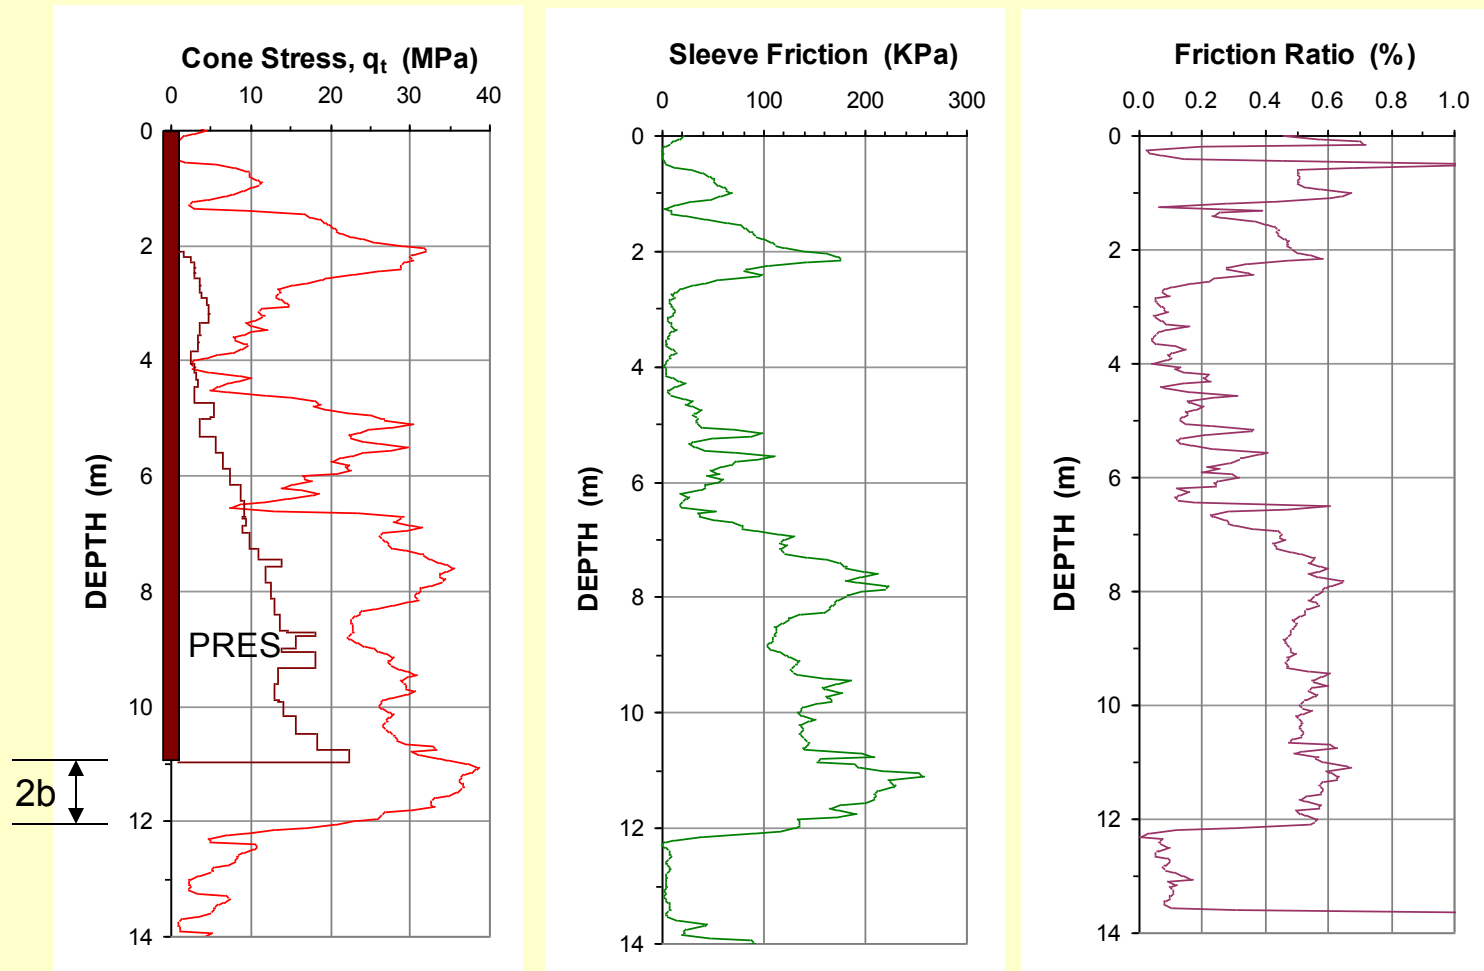 Cone Stress, qt (MPa)
0 10 20 30 40
0
2
4
6
8
10
12
14
DEPTH (m)
PRES
2b
Sleeve Friction (KPa)
0 100 200 300
0
2
4
6
8
10
12
14
DEPTH (m)
Friction Ratio (%)
0.0 0.2 0.4 0.6 0.8 1.0
0
2
4
6
8
10
12
14
DEPTH (m)